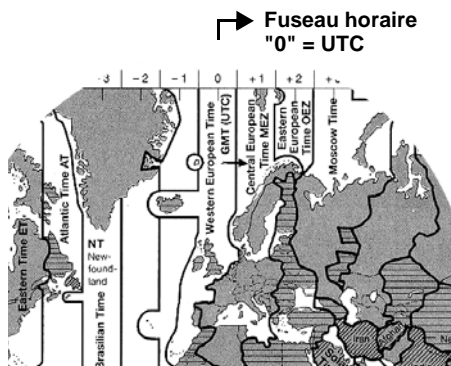 Fuseau horaire
"0" = UTC
-3 -2 -1 0 +1 +2
Eastern Time ET
Atlantic Time AT
NT
New-
found-
land
Brasilian Time
Western European Time
GMT (UTC)
Central European
Time MEZ
Eastern
European
Time OEZ
Moscow Time
Iran
Afghan